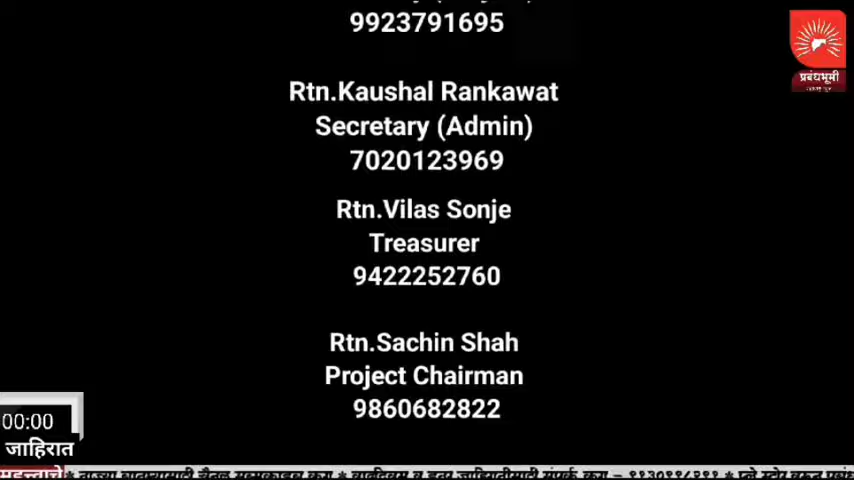 9923791695
प्रबंधभूमी
Rtn.Kaushal Rankawat
Secretary (Admin)
7020123969
Rtn.Vilas Sonje
Treasurer
9422252760
Rtn.Sachin Shah
Project Chairman
9860682822
00:00
जाहिरात